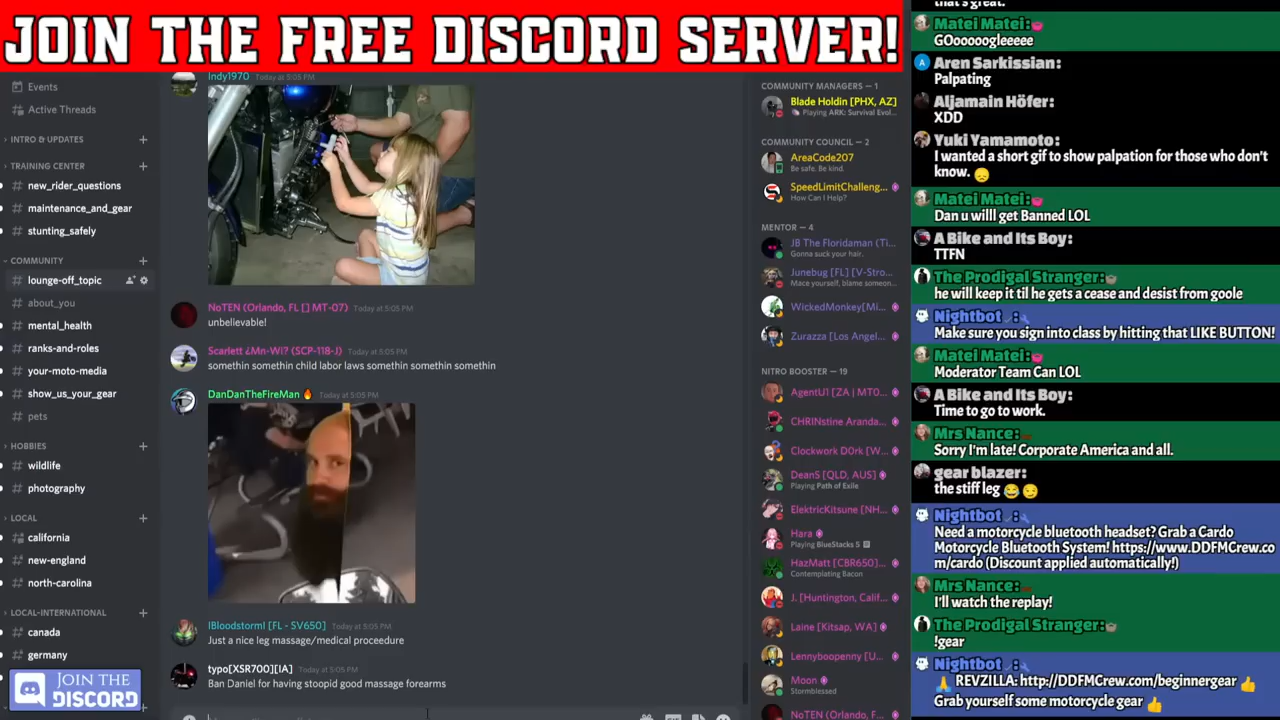 JOIN THE FREE DISCORD SERVER!
Events
Active Threads
INTRO & UPDATES
TRAINING CENTER
# new_rider_questions
# maintenance_and_gear
# stunting_safely
COMMUNITY
# lounge-off_topic
# about_you
# mental_health
# ranks-and-roles
# your-moto-media
# show_us_your_gear
# pets
HOBBIES
# wildlife
# photography
LOCAL
# california
# new-england
# north-carolina
LOCAL-INTERNATIONAL
# canada
# germany
JOIN THE
DISCORD
Indy1970 Today at 5:05 PM
NoTEN (Orlando, FL [] MT-07) Today at 5:05 PM
unbelievable!
Scarlett ¿Mn-Wi? (SCP-118-J) Today at 5:05 PM
somethin somethin child labor laws somethin somethin somethin
DanDanTheFireMan 🔥 Today at 5:05 PM
!Bloodstorm! [FL - SV650] Today at 5:05 PM
Just a nice leg massage/medical proceedure
typo[XSR700][IA] Today at 5:05 PM
Ban Daniel for having stoopid good massage forearms
COMMUNITY MANAGERS — 1
Blade Holdin [PHX, AZ]
Playing ARK: Survival Evol...
COMMUNITY COUNCIL — 2
AreaCode207
Be safe. Be kind.
SpeedLimitChalleng...
How Can I Help?
MENTOR — 4
JB The Floridaman (Ti...
Gonna suck your hair.
Junebug [FL] [V-Stro...
Mace yourself, blame someon...
WickedMonkey[Mi...
Zurazza [Los Angel...
NITRO BOOSTER — 19
AgentU1 [ZA | MT0...
CHRINstine Aranda...
Clockwork D0rk [W...
DeanS [QLD, AUS]
Playing Path of Exile
ElektricKitsune [NH...
Hara
Playing BlueStacks 5
HazMatt [CBR650]...
Contemplating Bacon
J. [Huntington, Calif...
Laine [Kitsap, WA]
Lennyboopenny [U...
Moon
Stormblessed
NoTEN (Orlando, F...
that's great.
Matei Matei:
GOooooogleeeee
Aren Sarkissian:
Palpating
Aljamain Höfer:
XDD
Yuki Yamamoto:
I wanted a short gif to show palpation for those who don't
know. 😞
Matei Matei:
Dan u willl get Banned LOL
A Bike and Its Boy:
TTFN
The Prodigal Stranger:
he will keep it til he gets a cease and desist from goole
Nightbot :
Make sure you sign into class by hitting that LIKE BUTTON!
Matei Matei:
Moderator Team Can LOL
A Bike and Its Boy:
Time to go to work.
Mrs Nance:
Sorry I'm late! Corporate America and all.
gear blazer:
the stiff leg 😂 😏
Nightbot :
Need a motorcycle bluetooth headset? Grab a Cardo
Motorcycle Bluetooth System! https://www.DDFMCrew.co
m/cardo (Discount applied automatically!)
Mrs Nance:
I'll watch the replay!
The Prodigal Stranger:
!gear
Nightbot :
🙏 REVZILLA: http://DDFMCrew.com/beginnergear 👍
Grab yourself some motorcycle gear 👍